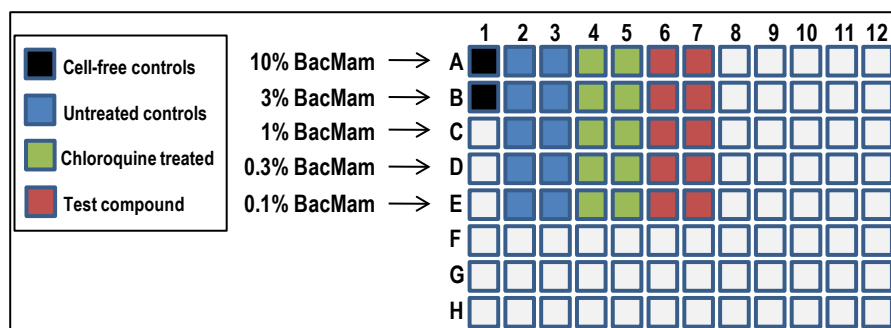 Cell-free controls
Untreated controls
Chloroquine treated
Test compound
10% BacMam
3% BacMam
1% BacMam
0.3% BacMam
0.1% BacMam
1 2 3 4 5 6 7 8 9 10 11 12
A
B
C
D
E
F
G
H